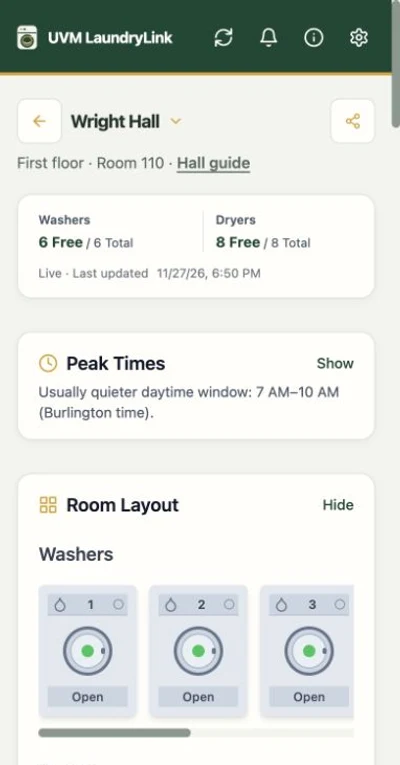 UVM LaundryLink
Wright Hall
First floor · Room 110 · Hall guide
Washers
6 Free / 6 Total
Dryers
8 Free / 8 Total
Live · Last updated 11/27/26, 6:50 PM
Peak Times
Show
Usually quieter daytime window: 7 AM–10 AM
(Burlington time).
Room Layout
Hide
Washers
1
2
3
Open
Open
Open